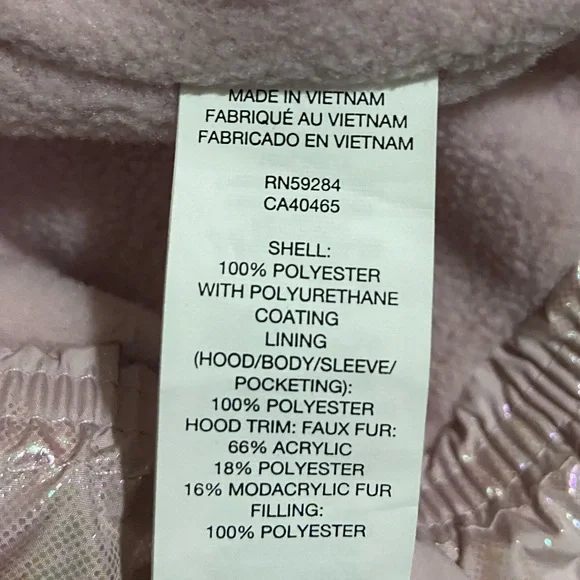 MADE IN VIETNAM
FABRIQUÉ AU VIETNAM
FABRICADO EN VIETNAM
RN59284
CA40465
SHELL:
100% POLYESTER
WITH POLYURETHANE
COATING
LINING
(HOOD/BODY/SLEEVE/
POCKETING):
100% POLYESTER
HOOD TRIM: FAUX FUR:
66% ACRYLIC
18% POLYESTER
16% MODACRYLIC FUR
FILLING:
100% POLYESTER